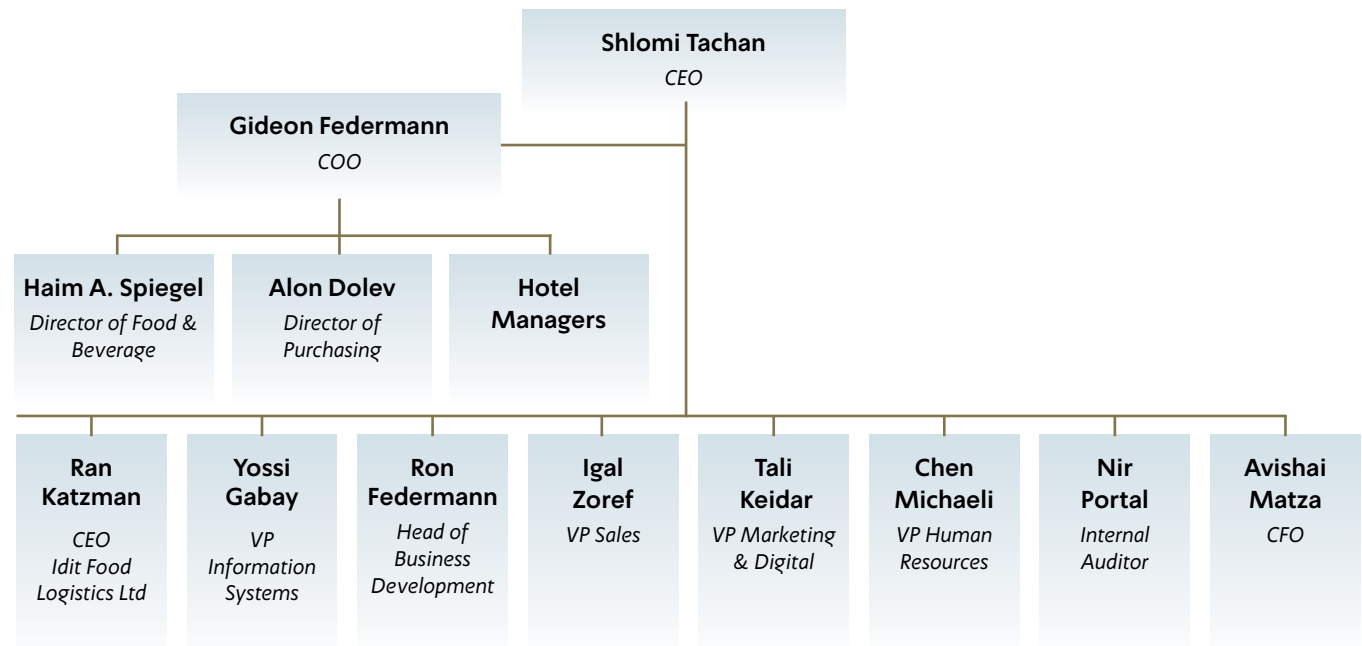 Shlomi Tachan
CEO
Gideon Federmann
COO
Haim A. Spiegel
Director of Food &
Beverage
Alon Dolev
Director of
Purchasing
Hotel
Managers
Ran
Katzman
CEO
Idit Food
Logistics Ltd
Yossi
Gabay
VP
Information
Systems
Ron
Federmann
Head of
Business
Development
Igal
Zoref
VP Sales
Tali
Keidar
VP Marketing
& Digital
Chen
Michaeli
VP Human
Resources
Nir
Portal
Internal
Auditor
Avishai
Matza
CFO